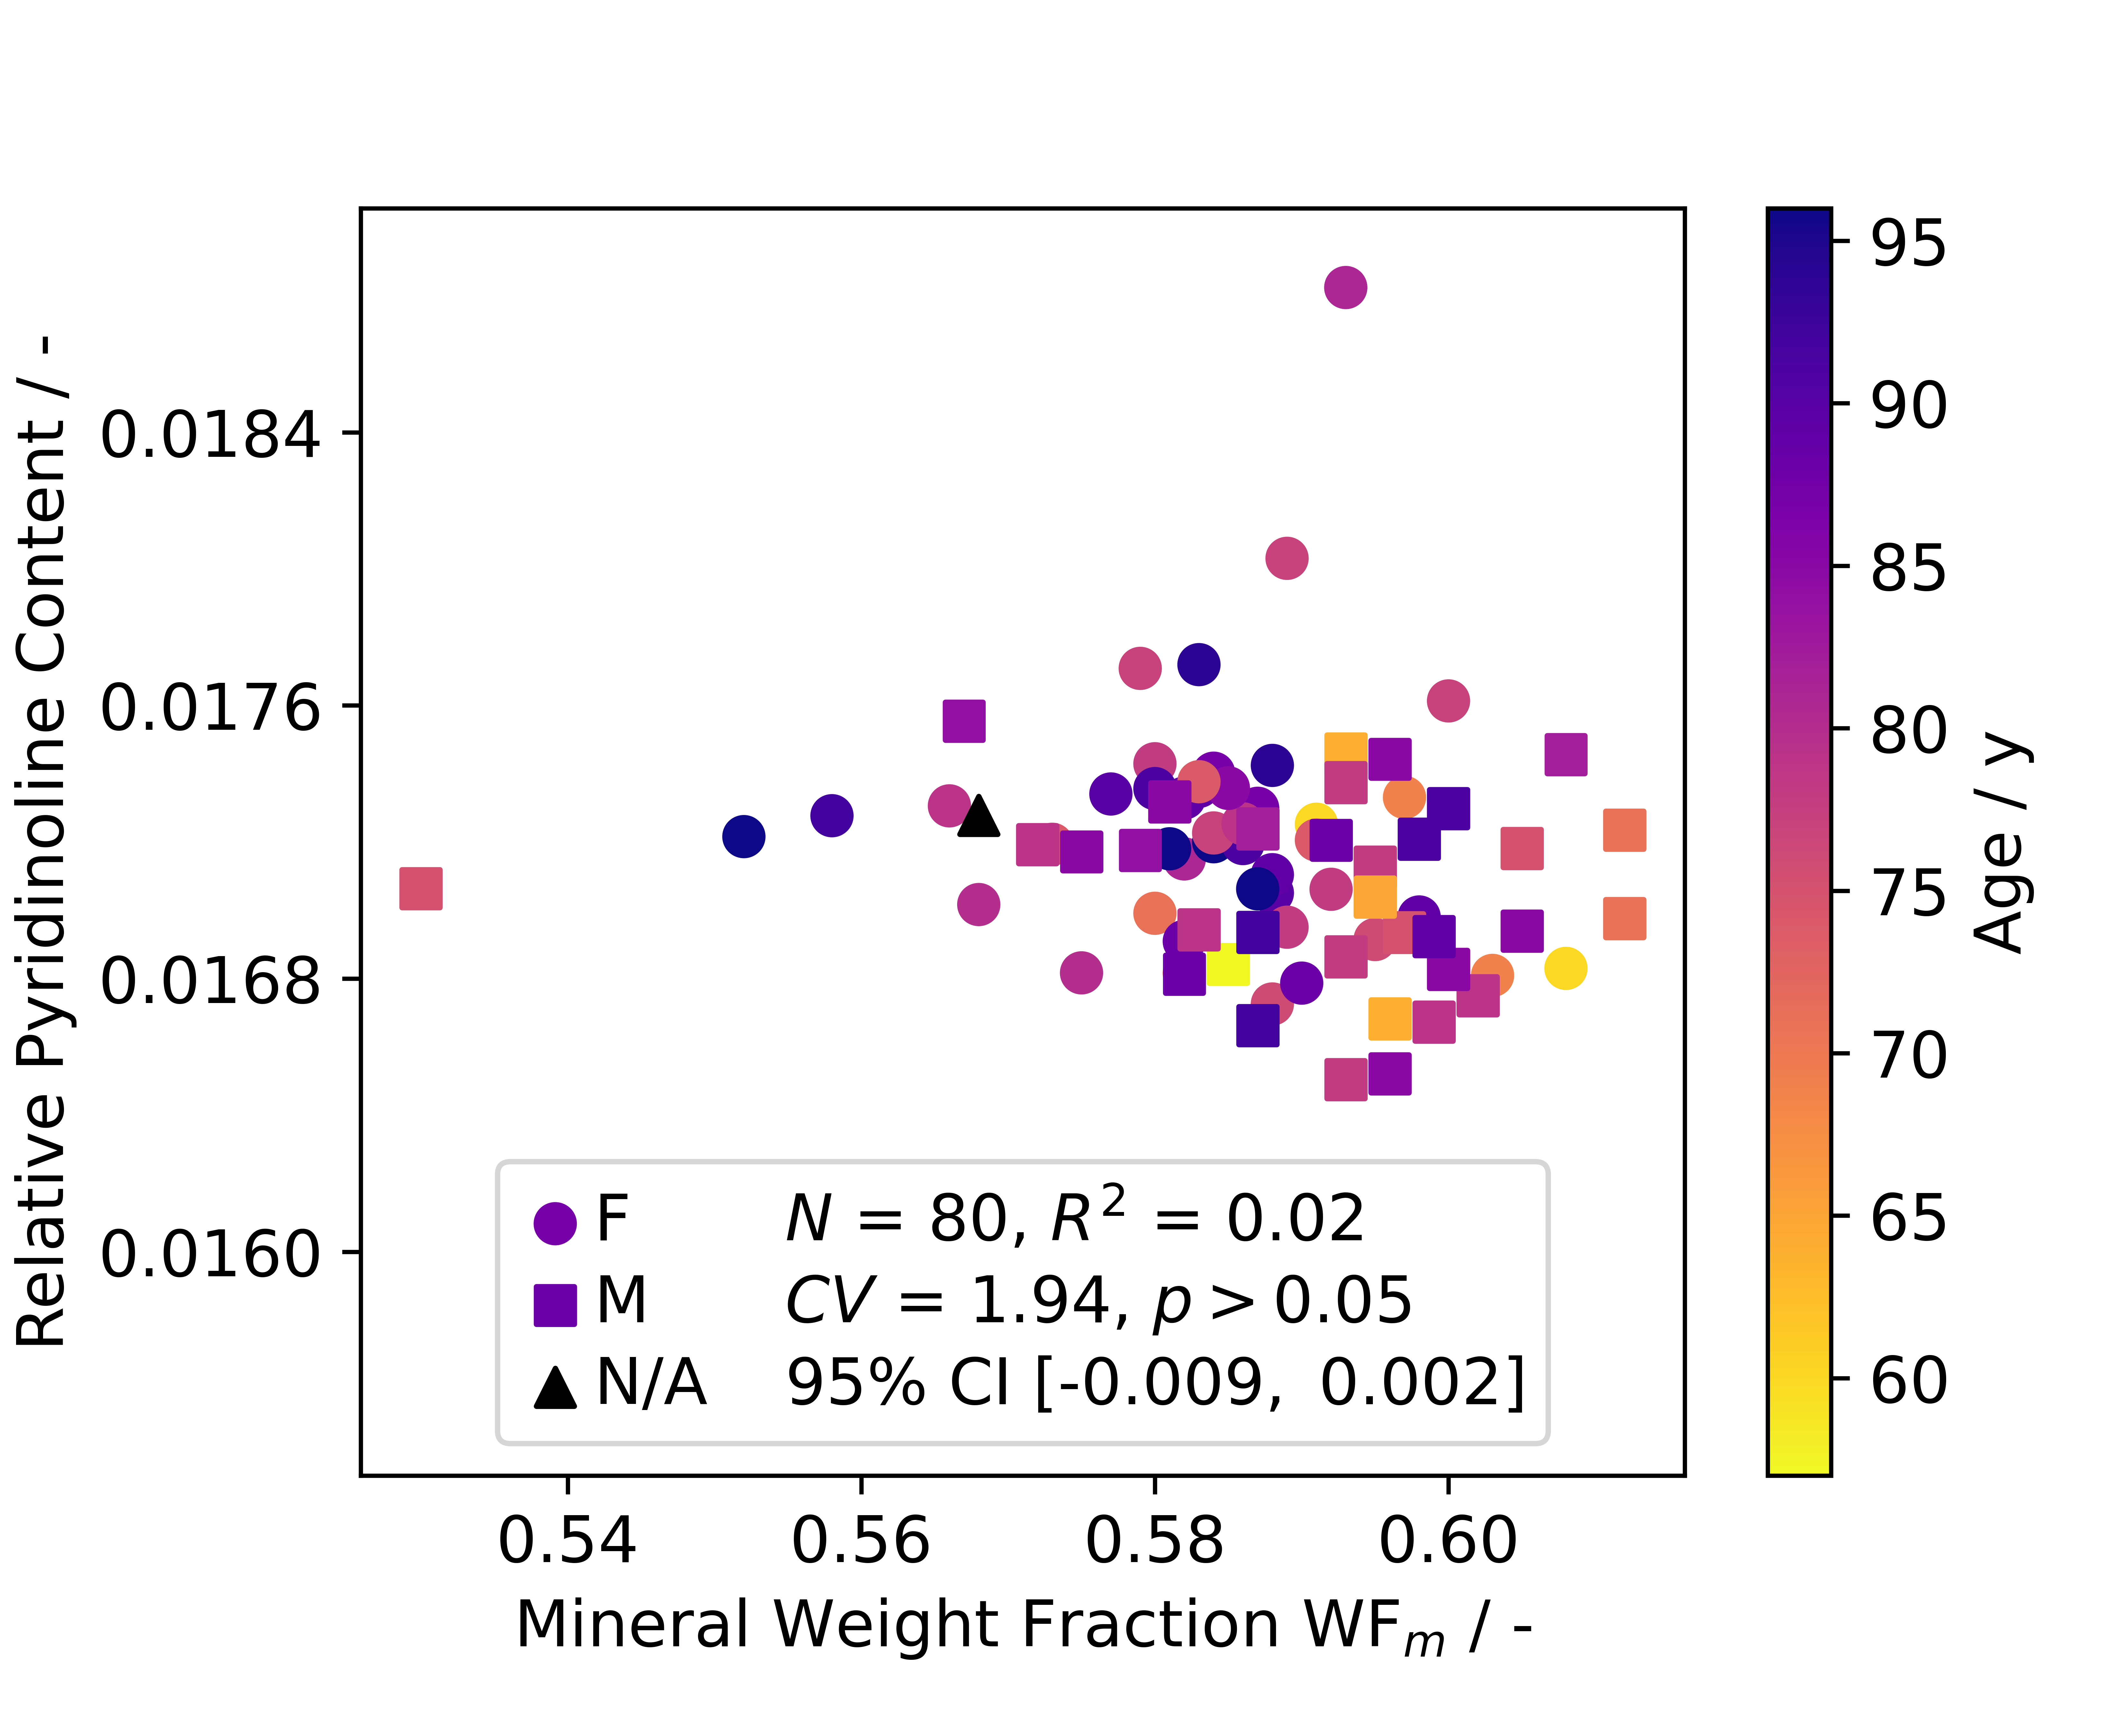 Relative Pyridinoline Content / -
0.0184
0.0176
0.0168
0.0160
F N = 80, R² = 0.02
M CV = 1.94, p > 0.05
N/A 95% CI [-0.009, 0.002]
0.54 0.56 0.58 0.60
Mineral Weight Fraction WFₘ / -
95
90
85
80
75
70
65
60
Age / y